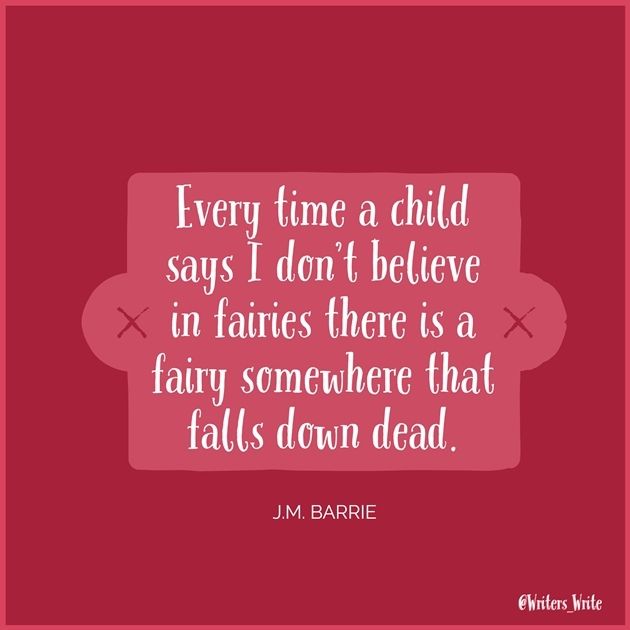 Every time a child
says I don't believe
in fairies there is a
fairy somewhere that
falls down dead.
J.M. BARRIE
@Writers_Write